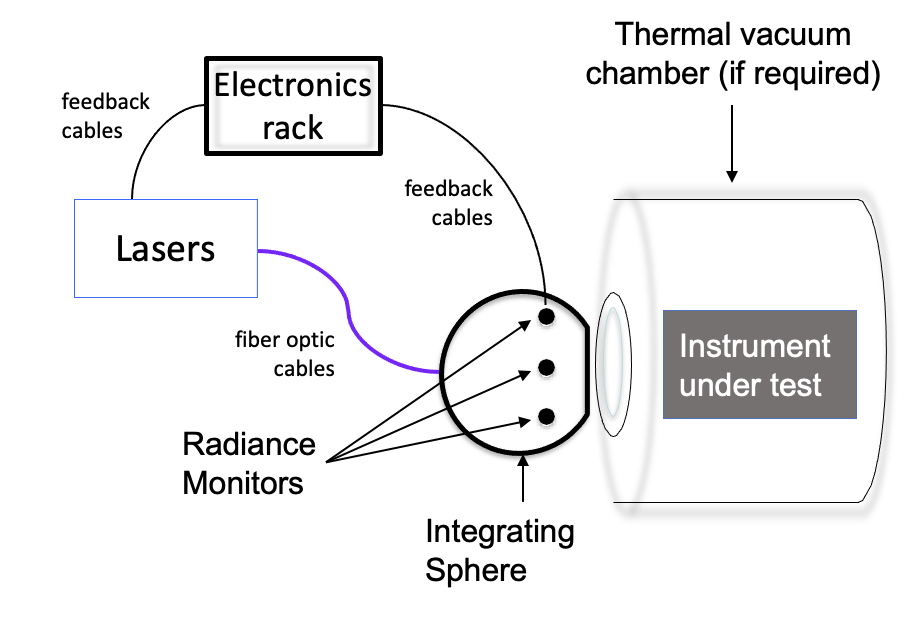 Thermal vacuum
chamber (if required)
Electronics
rack
feedback
cables
feedback
cables
Lasers
fiber optic
cables
Instrument
under test
Radiance
Monitors
Integrating
Sphere